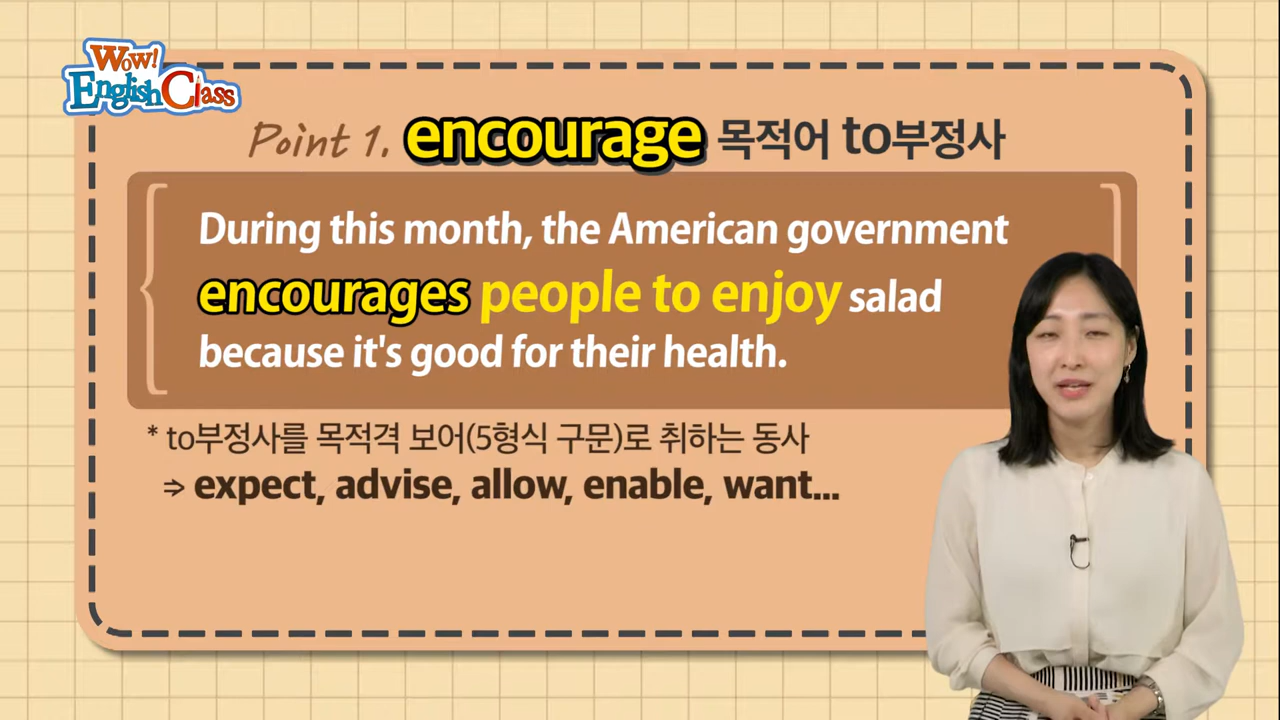 Wow!
English Class
Point 1. encourage 목적어 to부정사
During this month, the American government
encourages people to enjoy salad
because it's good for their health.
* to부정사를 목적격 보어(5형식 구문)로 취하는 동사
⇒ expect, advise, allow, enable, want...